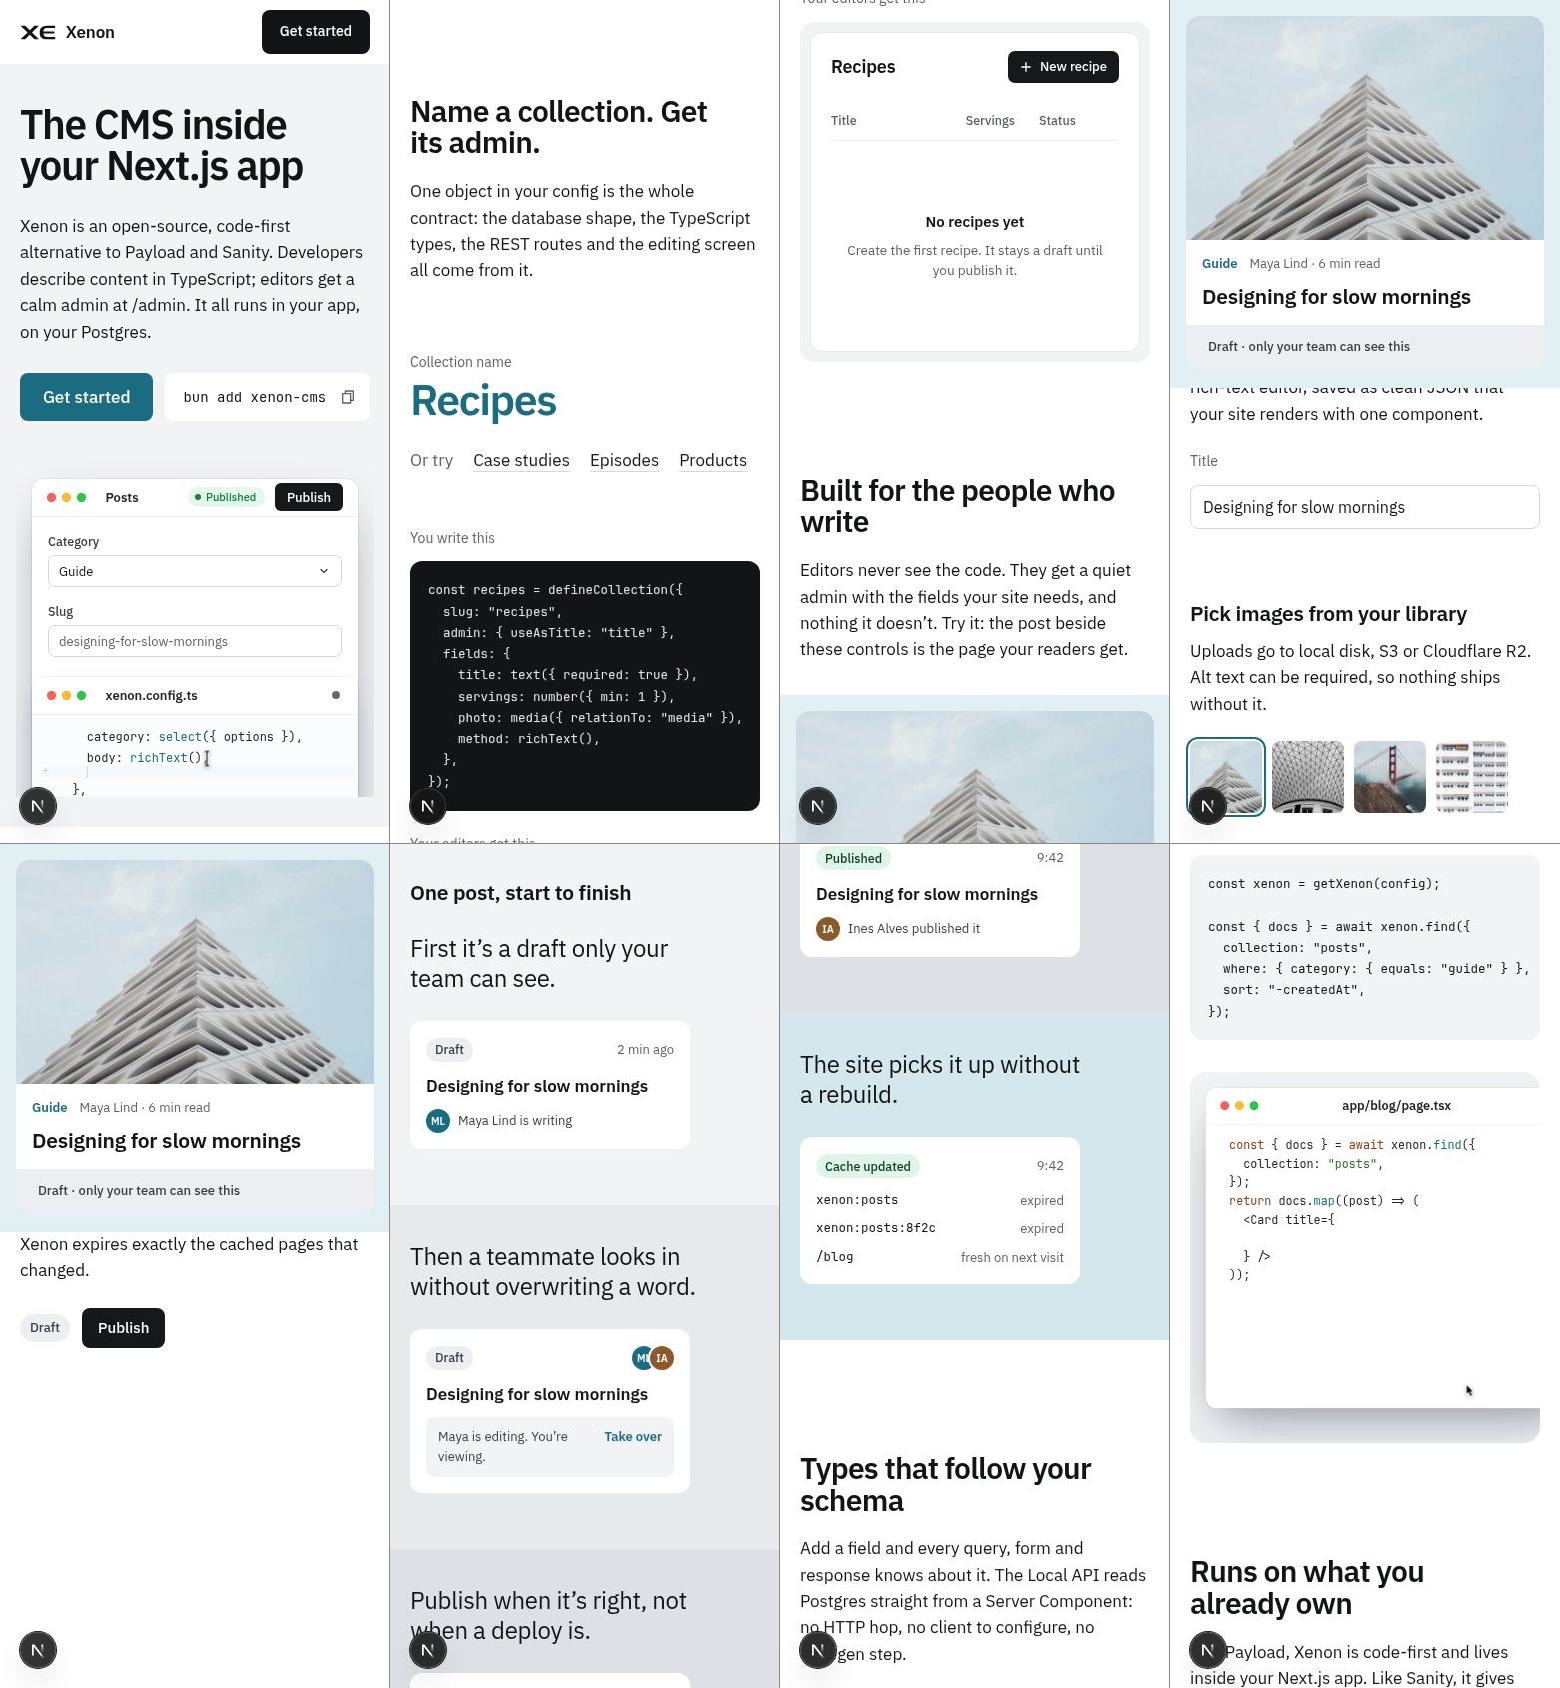 Xenon
Get started
The CMS inside
your Next.js app
Xenon is an open-source, code-first
alternative to Payload and Sanity. Developers
describe content in TypeScript; editors get a
calm admin at /admin. It all runs in your app,
on your Postgres.
Get started
bun add xenon-cms
Posts
Published
Publish
Category
Guide
Slug
designing-for-slow-mornings
xenon.config.ts
category: select({ options }),
body: richText(),
+
},
N
Name a collection. Get
its admin.
One object in your config is the whole
contract: the database shape, the TypeScript
types, the REST routes and the editing screen
all come from it.
Collection name
Recipes
Or try Case studies Episodes Products
You write this
const recipes = defineCollection({
slug: "recipes",
admin: { useAsTitle: "title" },
fields: {
title: text({ required: true }),
servings: number({ min: 1 }),
photo: media({ relationTo: "media" }),
method: richText(),
},
});
N
Your editors get this
Your editors get this
Recipes
+ New recipe
Title Servings Status
No recipes yet
Create the first recipe. It stays a draft until
you publish it.
Built for the people who
write
Editors never see the code. They get a quiet
admin with the fields your site needs, and
nothing it doesn’t. Try it: the post beside
these controls is the page your readers get.
N
Guide Maya Lind · 6 min read
Designing for slow mornings
Draft · only your team can see this
rich-text editor, saved as clean JSON that
your site renders with one component.
Title
Designing for slow mornings
Pick images from your library
Uploads go to local disk, S3 or Cloudflare R2.
Alt text can be required, so nothing ships
without it.
N
Guide Maya Lind · 6 min read
Designing for slow mornings
Draft · only your team can see this
Xenon expires exactly the cached pages that
changed.
Draft
Publish
N
One post, start to finish
First it’s a draft only your
team can see.
Draft
2 min ago
Designing for slow mornings
ML Maya Lind is writing
Then a teammate looks in
without overwriting a word.
Draft
IA
Designing for slow mornings
Maya is editing. You’re
viewing.
Take over
Publish when it’s right, not
when a deploy is.
N
Published
9:42
Designing for slow mornings
IA Ines Alves published it
The site picks it up without
a rebuild.
Cache updated
9:42
xenon:posts expired
xenon:posts:8f2c expired
/blog fresh on next visit
Types that follow your
schema
Add a field and every query, form and
response knows about it. The Local API reads
Postgres straight from a Server Component:
no HTTP hop, no client to configure, no
gen step.
N
const xenon = getXenon(config);
const { docs } = await xenon.find({
collection: "posts",
where: { category: { equals: "guide" } },
sort: "-createdAt",
});
app/blog/page.tsx
const { docs } = await xenon.find({
collection: "posts",
});
return docs.map((post) => (
<Card title={
} />
));
Runs on what you
already own
Payload, Xenon is code-first and lives
inside your Next.js app. Like Sanity, it gives
N